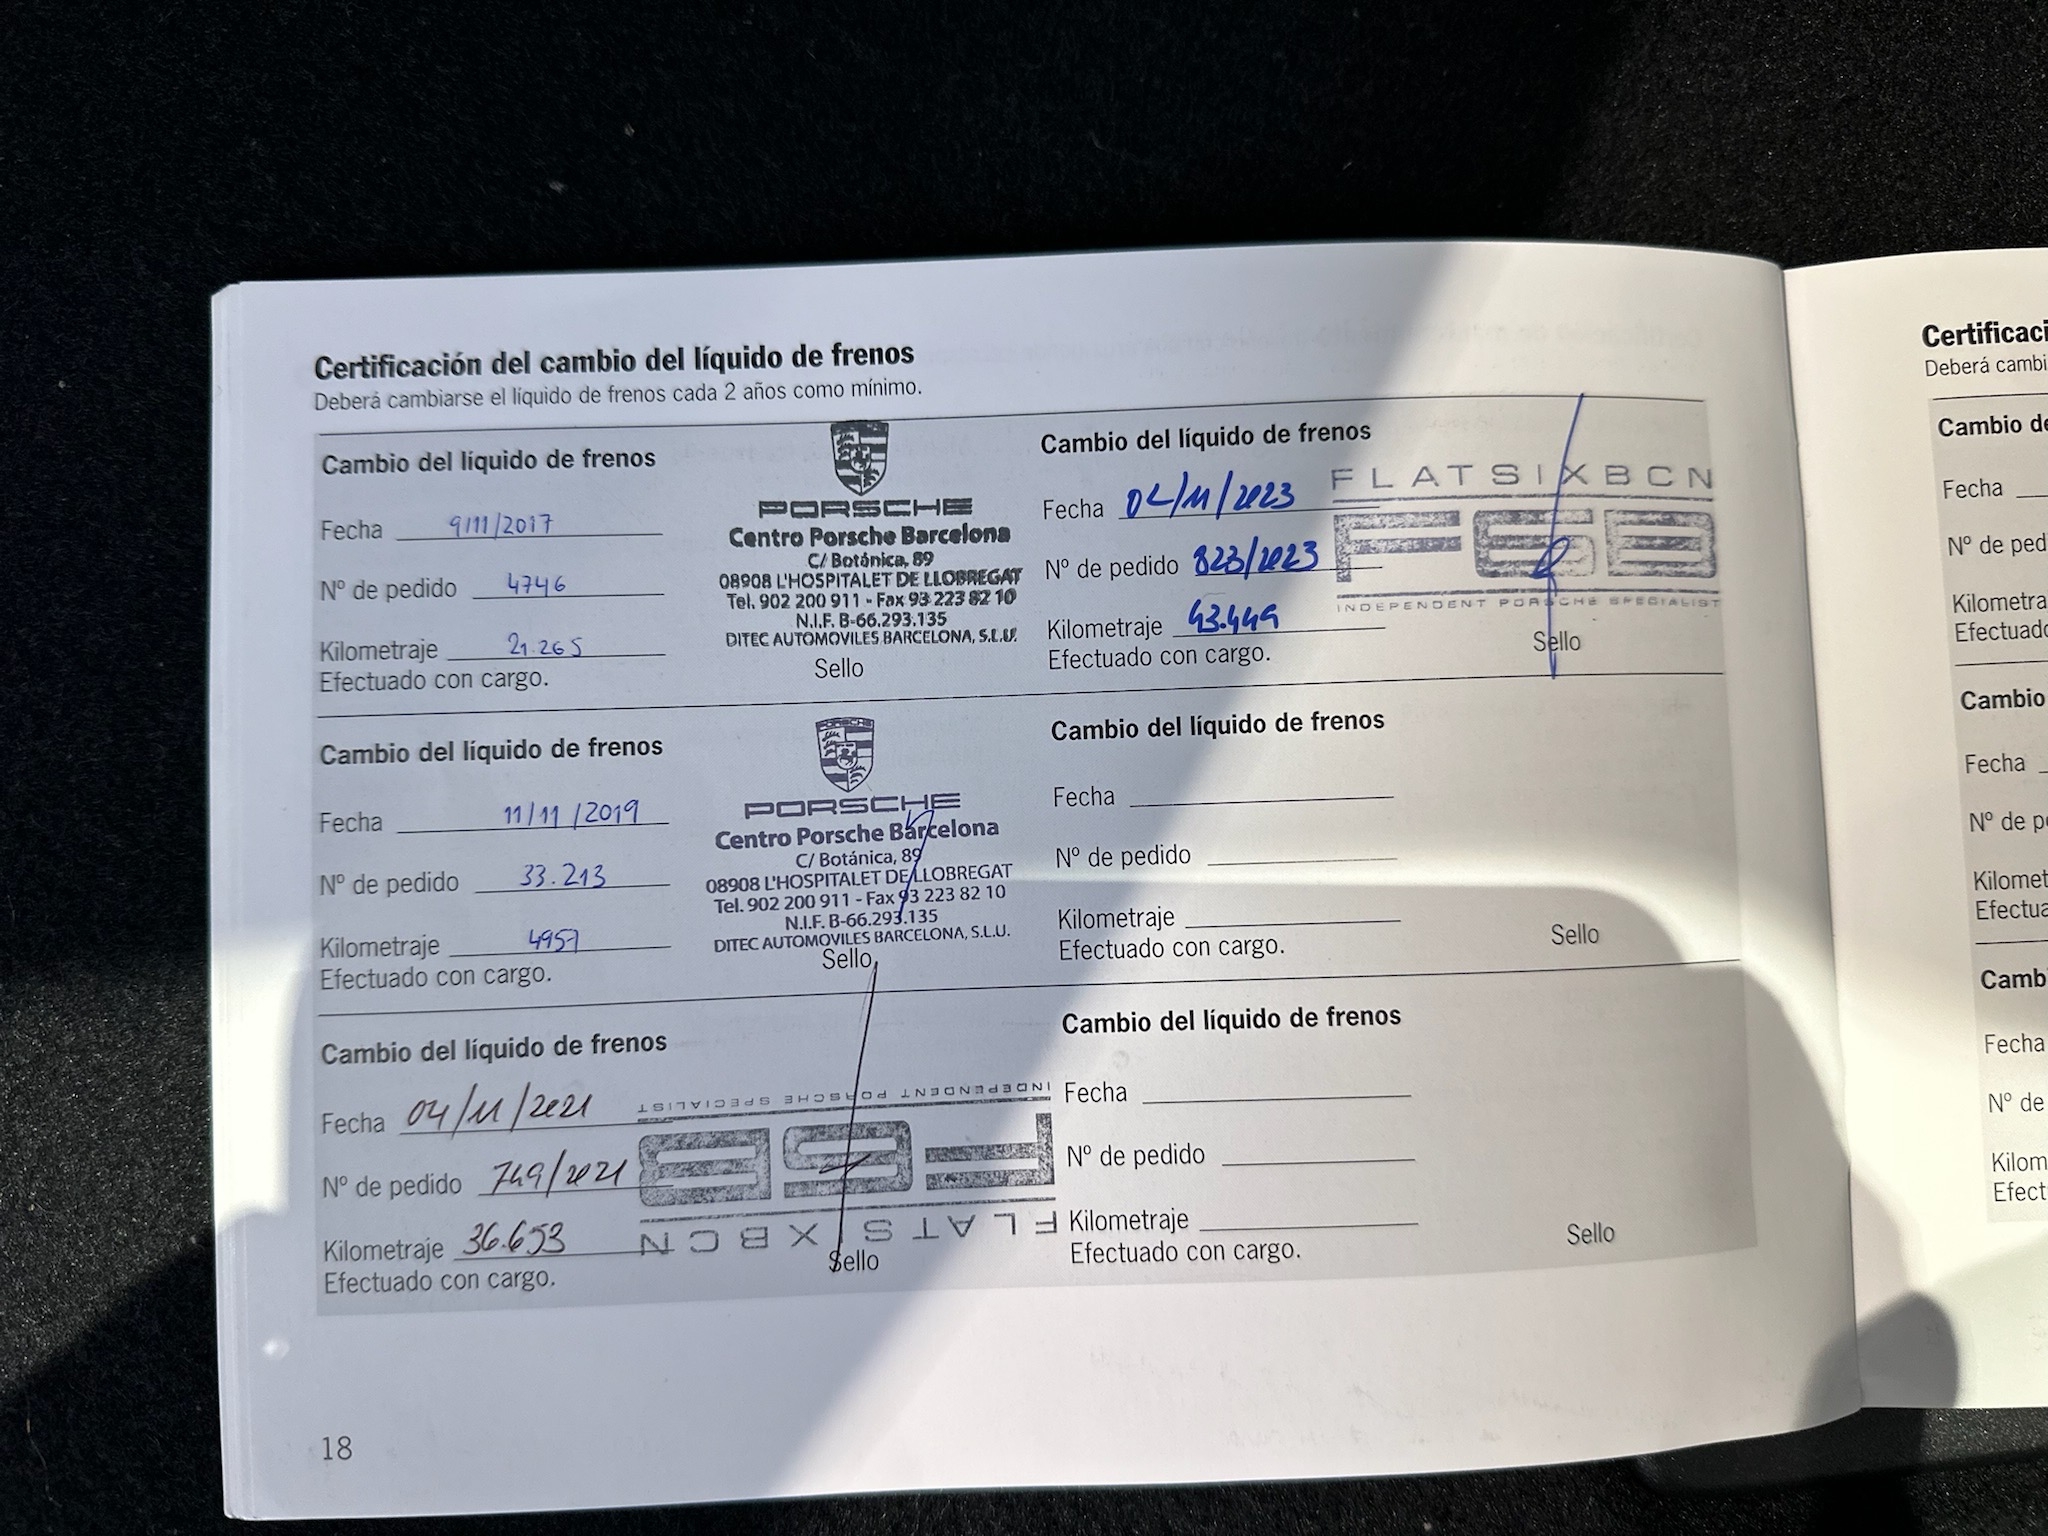 Certificación del cambio del líquido de frenos
Deberá cambiarse el líquido de frenos cada 2 años como mínimo.
Cambio del líquido de frenos
Fecha 9/11/2017
Nº de pedido 4746
Kilometraje 21.265
Efectuado con cargo.
PORSCHE
PORSCHE
Centro Porsche Barcelona
C/ Botánica, 89
08908 L'HOSPITALET DE LLOBREGAT
Tel. 902 200 911 - Fax 93 223 82 10
N.I.F. B-66.293.135
DITEC AUTOMOVILES BARCELONA, S.L.U.
Sello
Cambio del líquido de frenos
Fecha 11/11/2019
Nº de pedido 33.213
Kilometraje 4957
Efectuado con cargo.
PORSCHE
PORSCHE
Centro Porsche Barcelona
C/ Botánica, 89
08908 L'HOSPITALET DE LLOBREGAT
Tel. 902 200 911 - Fax 93 223 82 10
N.I.F. B-66.293.135
DITEC AUTOMOVILES BARCELONA, S.L.U.
Sello
Cambio del líquido de frenos
Fecha 04/11/2021
Nº de pedido 749/2021
Kilometraje 36.653
Efectuado con cargo.
FLATSIXBCN
FSB
INDEPENDENT PORSCHE SPECIALIST
Sello
Cambio del líquido de frenos
Fecha 02/11/2023
Nº de pedido 823/2023
Kilometraje 43.449
Efectuado con cargo.
FLATSIXBCN
FSB
INDEPENDENT PORSCHE SPECIALIST
Sello
Cambio del líquido de frenos
Fecha
Nº de pedido
Kilometraje
Efectuado con cargo.
Sello
Cambio del líquido de frenos
Fecha
Nº de pedido
Kilometraje
Efectuado con cargo.
Sello
18
Certificaci
Deberá cambi
Cambio de
Fecha
Nº de ped
Kilometra
Efectuado
Cambio
Fecha
Nº de p
Kilomet
Efectua
Camb
Fecha
Nº de
Kilom
Efect